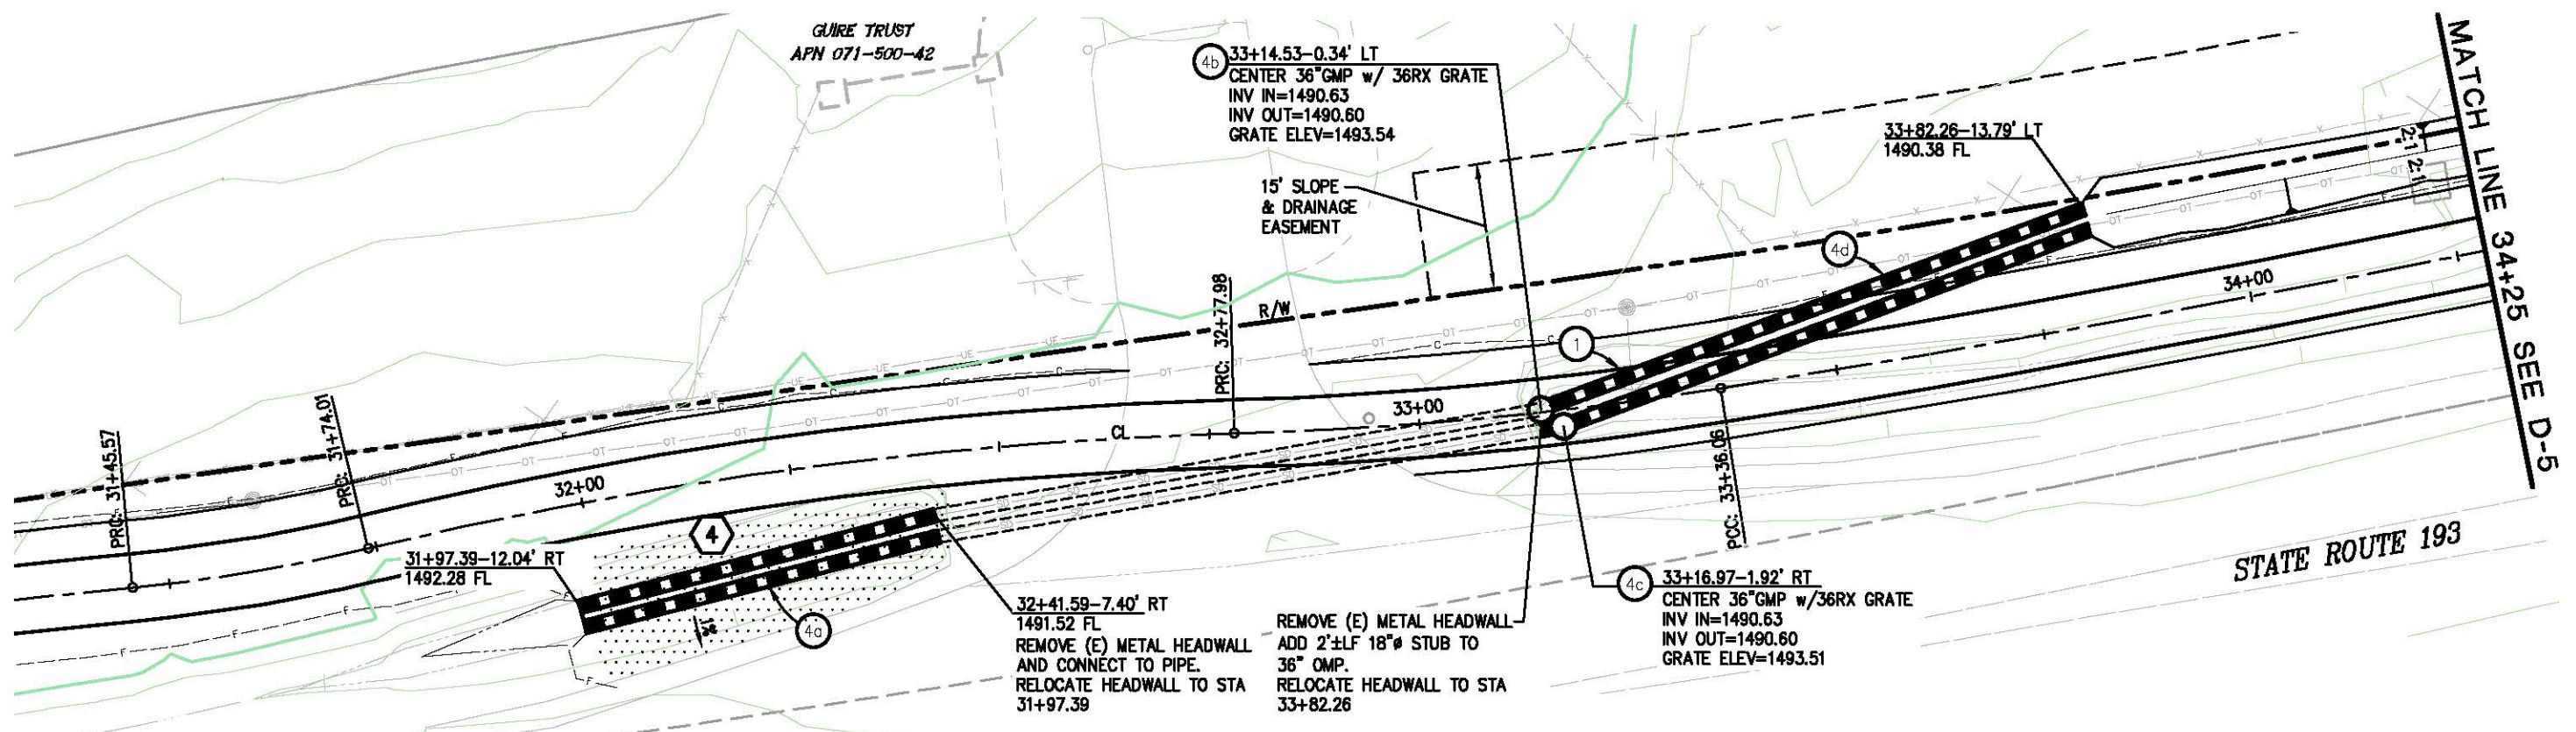 GUIRE TRUST
APN 071-500-42
4b
33+14.53-0.34' LT
CENTER 36"GMP w/ 36RX GRATE
INV IN=1490.63
INV OUT=1490.60
GRATE ELEV=1493.54
15' SLOPE
& DRAINAGE
EASEMENT
33+82.26-13.79' LT
1490.38 FL
2:1
2:1
MATCH LINE 34+25 SEE D-5
4d
1
R/W
PRC: 32+77.98
34+00
33+00
CL
PRC: 31+45.57
PRC: 31+74.01
32+00
PCC: 33+36.06
STATE ROUTE 193
4
31+97.39-12.04' RT
1492.28 FL
1%
4a
32+41.59-7.40' RT
1491.52 FL
REMOVE (E) METAL HEADWALL
AND CONNECT TO PIPE.
RELOCATE HEADWALL TO STA
31+97.39
REMOVE (E) METAL HEADWALL
ADD 2'±LF 18"ø STUB TO
36" OMP.
RELOCATE HEADWALL TO STA
33+82.26
4c
33+16.97-1.92' RT
CENTER 36"GMP w/36RX GRATE
INV IN=1490.63
INV OUT=1490.60
GRATE ELEV=1493.51